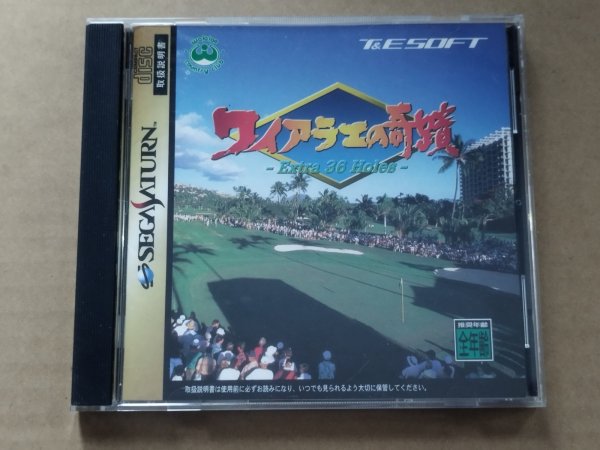 COMPACT
disc
取扱説明書
SEGA SATURN
T&E SOFT
ワイアラエの奇蹟
- Extra 36 Holes -
推奨年齢
全年齢
取扱説明書は使用前に必ずお読みになり、いつでも見られるよう大切に保管してください。